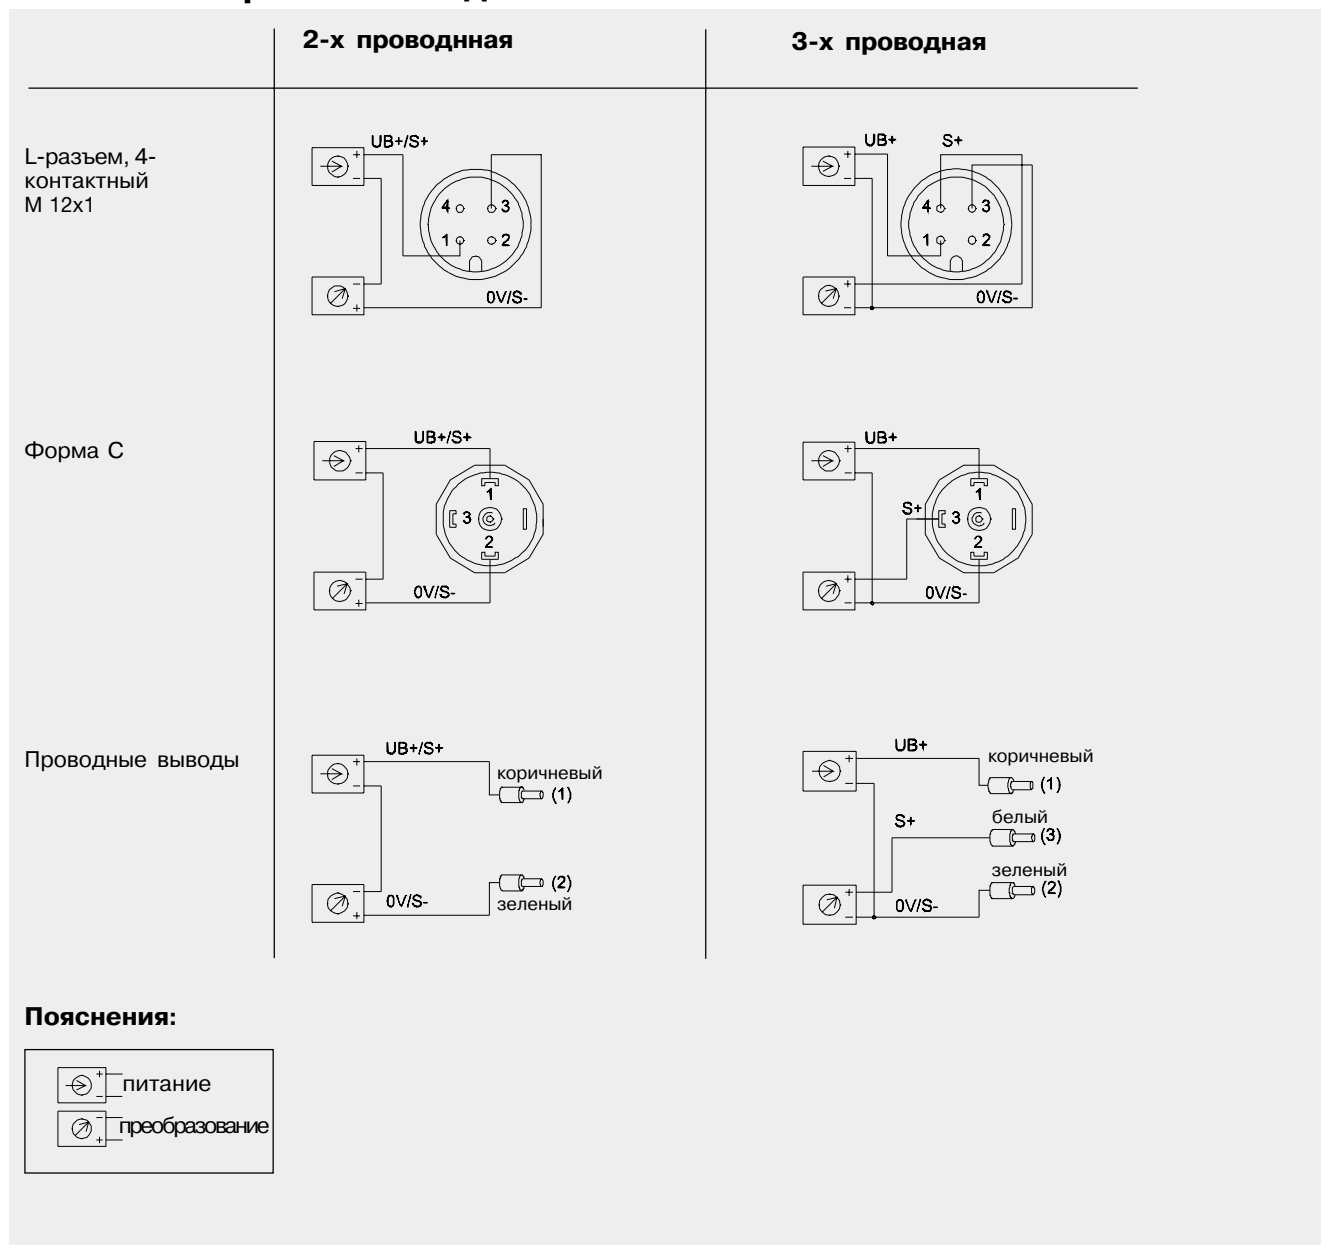 2-х проводнная
3-х проводная
L-разъем, 4-
контактный
М 12x1
UB+/S+
+
-
4
3
1
2
-
+
0V/S-
UB+
S+
+
-
4
3
1
2
+
-
0V/S-
Форма С
UB+/S+
+
-
1
3
2
-
+
0V/S-
UB+
+
-
S+
1
3
2
+
-
0V/S-
Проводные выводы
UB+/S+
+
-
коричневый
(1)
-
+
0V/S-
(2)
зеленый
UB+
+
-
коричневый
(1)
S+
белый
(3)
зеленый
(2)
+
-
0V/S-
Пояснения:
+
-
питание
-
+
преобразование